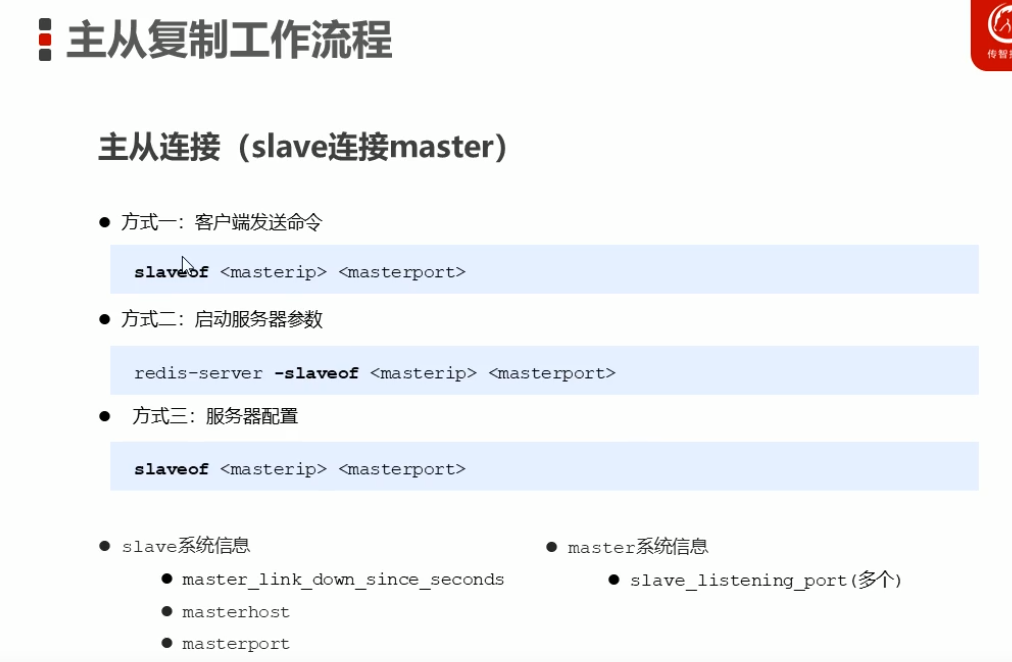 主从复制工作流程
传智
主从连接（slave连接master）
方式一：客户端发送命令
slaveof <masterip> <masterport>
方式二：启动服务器参数
redis-server -slaveof <masterip> <masterport>
方式三：服务器配置
slaveof <masterip> <masterport>
slave系统信息
master_link_down_since_seconds
masterhost
masterport
master系统信息
slave_listening_port(多个)